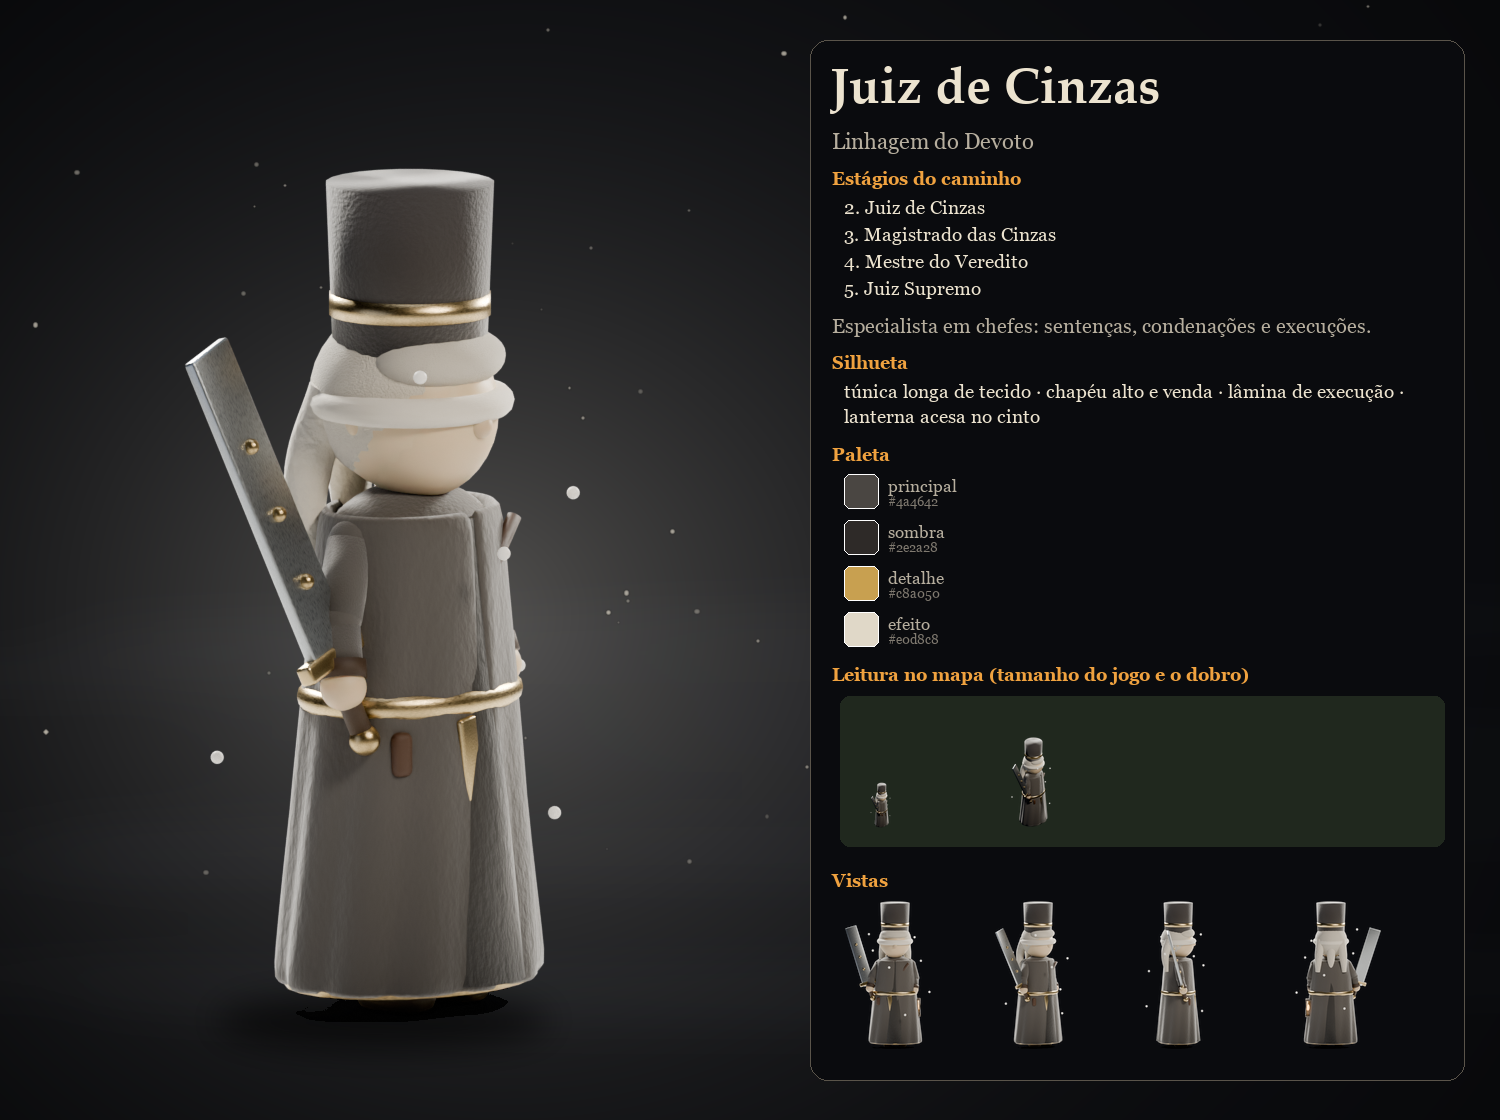 Juiz de Cinzas
Linhagem do Devoto
Estágios do caminho
2. Juiz de Cinzas
3. Magistrado das Cinzas
4. Mestre do Veredito
5. Juiz Supremo
Especialista em chefes: sentenças, condenações e execuções.
Silhueta
túnica longa de tecido · chapéu alto e venda · lâmina de execução ·
lanterna acesa no cinto
Paleta
principal
#4a4642
sombra
#2e2a28
detalhe
#c8a050
efeito
#e0d8c8
Leitura no mapa (tamanho do jogo e o dobro)
Vistas